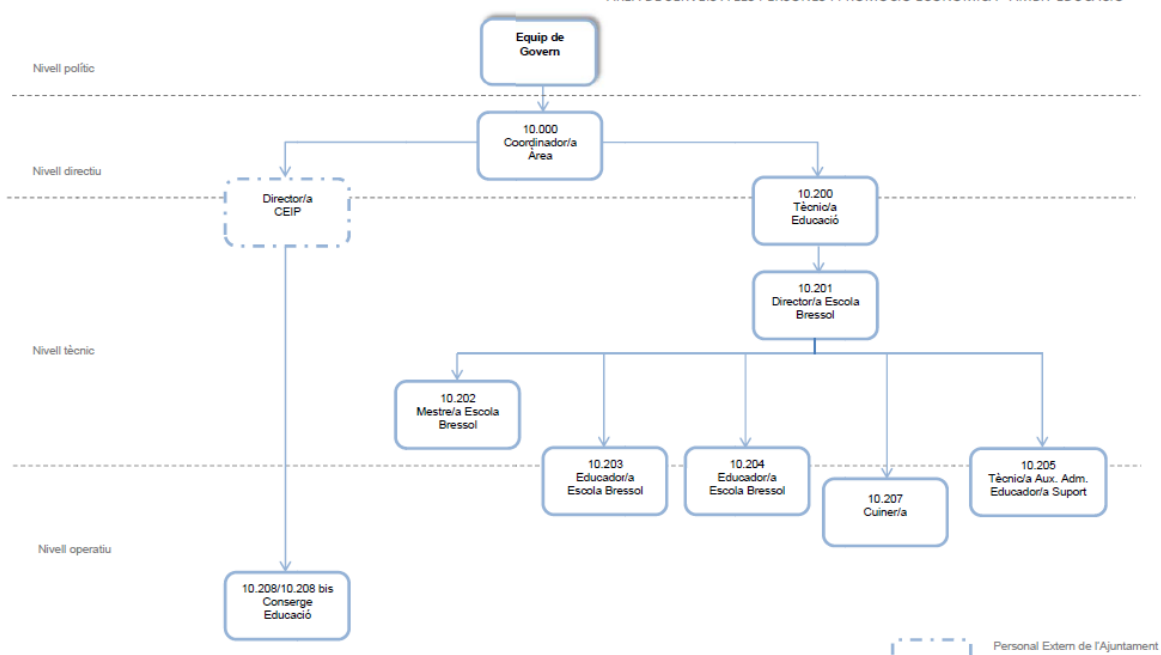 Equip de
Govern
Nivell polític
10.000
Coordinador/a
Àrea
Nivell directiu
Director/a
CEIP
10.200
Tècnic/a
Educació
10.201
Director/a Escola
Bressol
Nivell tècnic
10.202
Mestre/a Escola
Bressol
10.203
Educador/a
Escola Bressol
10.204
Educador/a
Escola Bressol
10.207
Cuiner/a
10.205
Tècnic/a Aux. Adm.
Educador/a Suport
Nivell operatiu
10.208/10.208 bis
Conserge
Educació
Personal Extern de l'Ajuntament